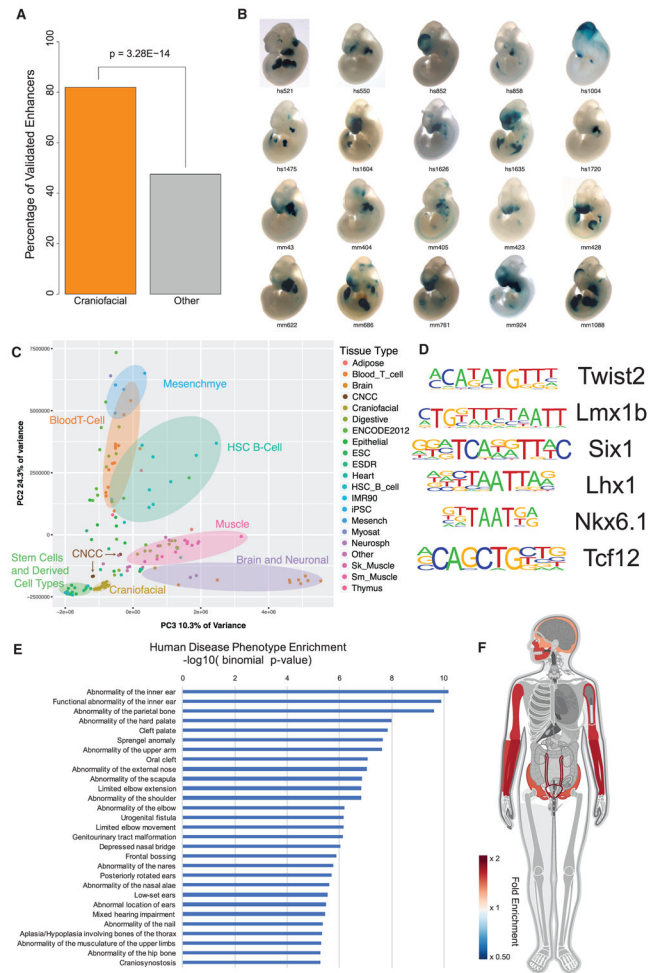 A
p = 3.28E−14
Percentage of Validated Enhancers
100
80
60
40
20
0
Craniofacial
Other
B
hs521
hs550
hs852
hs858
hs1004
hs1475
hs1604
hs1626
hs1635
hs1720
mm43
mm404
mm405
mm423
mm428
mm622
mm686
mm761
mm924
mm1088
C
PC2 24.3% of variance
7500000
5000000
2500000
0
−2500000
−2e+06
0e+00
2e+06
4e+06
PC3 10.3% of Variance
Mesenchmye
BloodT-Cell
HSC B-Cell
Muscle
Brain and Neuronal
CNCC
Stem Cells
and Derived
Cell Types
Craniofacial
Tissue Type
Adipose
Blood_T_cell
Brain
CNCC
Craniofacial
Digestive
ENCODE2012
Epithelial
ESC
ESDR
Heart
HSC_B_cell
IMR90
iPSC
Mesench
Myosat
Neurosph
Other
Sk_Muscle
Sm_Muscle
Thymus
D
Twist2
Lmx1b
Six1
Lhx1
Nkx6.1
Tcf12
E
Human Disease Phenotype Enrichment
-log10( binomial p-value)
0 2 4 6 8 10
Abnormality of the inner ear
Functional abnormality of the inner ear
Abnormality of the parietal bone
Abnormality of the hard palate
Cleft palate
Sprengel anomaly
Abnormality of the upper arm
Oral cleft
Abnormality of the external nose
Abnormality of the scapula
Limited elbow extension
Abnormality of the shoulder
Abnormality of the elbow
Urogenital fistula
Limited elbow movement
Genitourinary tract malformation
Depressed nasal bridge
Frontal bossing
Abnormality of the nares
Posteriorly rotated ears
Abnormality of the nasal alae
Low-set ears
Abnormal location of ears
Mixed hearing impairment
Abnormality of the nail
Aplasia/Hypoplasia involving bones of the thorax
Abnormality of the musculature of the upper limbs
Abnormality of the hip bone
Craniosynostosis
F
x 2
x 1
x 0.50
Fold Enrichment